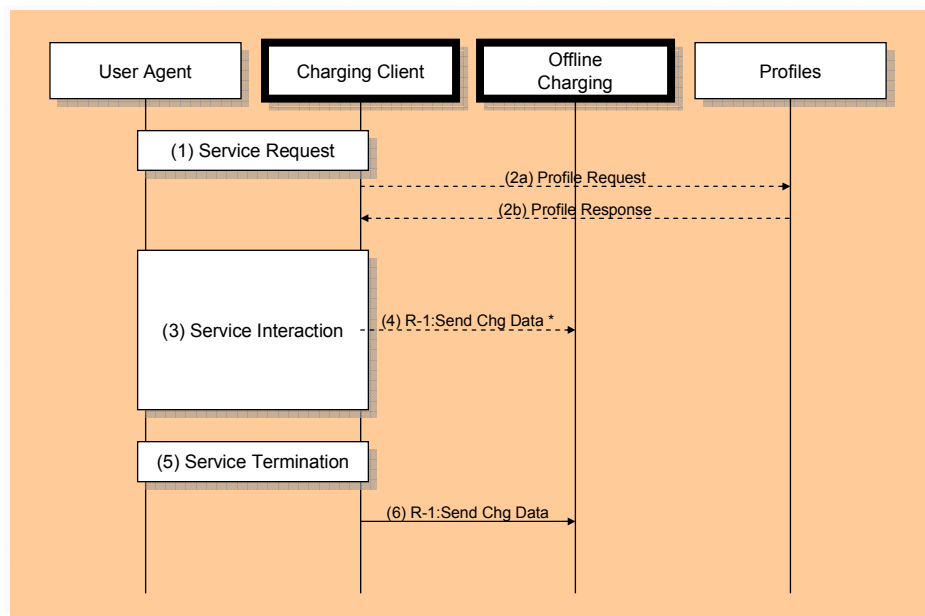 User Agent
Charging Client
Offline
Charging
Profiles
(1) Service Request
(2a) Profile Request
(2b) Profile Response
(3) Service Interaction
(4) R-1:Send Chg Data *
(5) Service Termination
(6) R-1:Send Chg Data